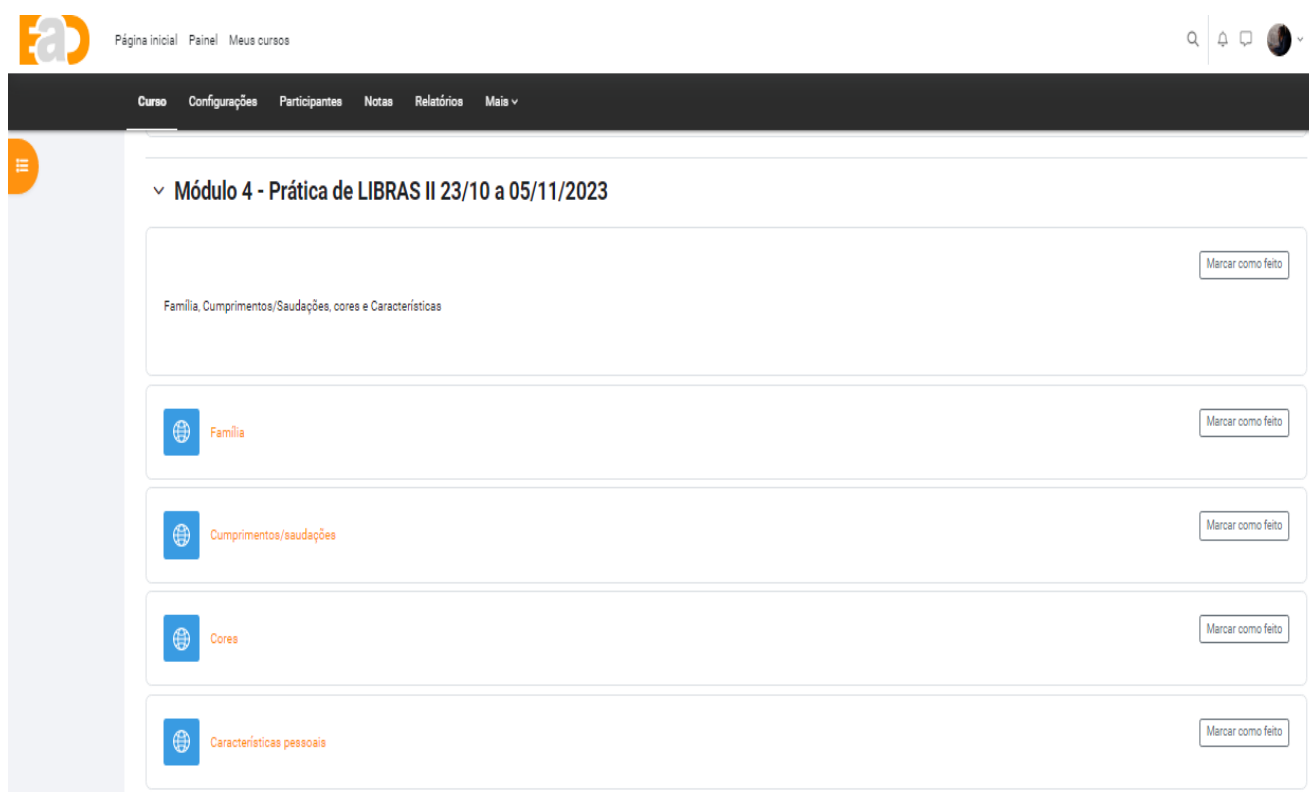 EaD
Página inicial Painel Meus cursos
Curso Configurações Participantes Notas Relatórios Mais
Módulo 4 - Prática de LIBRAS II 23/10 a 05/11/2023
Marcar como feito
Família, Cumprimentos/Saudações, cores e Características
Família
Marcar como feito
Cumprimentos/saudações
Marcar como feito
Cores
Marcar como feito
Características pessoais
Marcar como feito